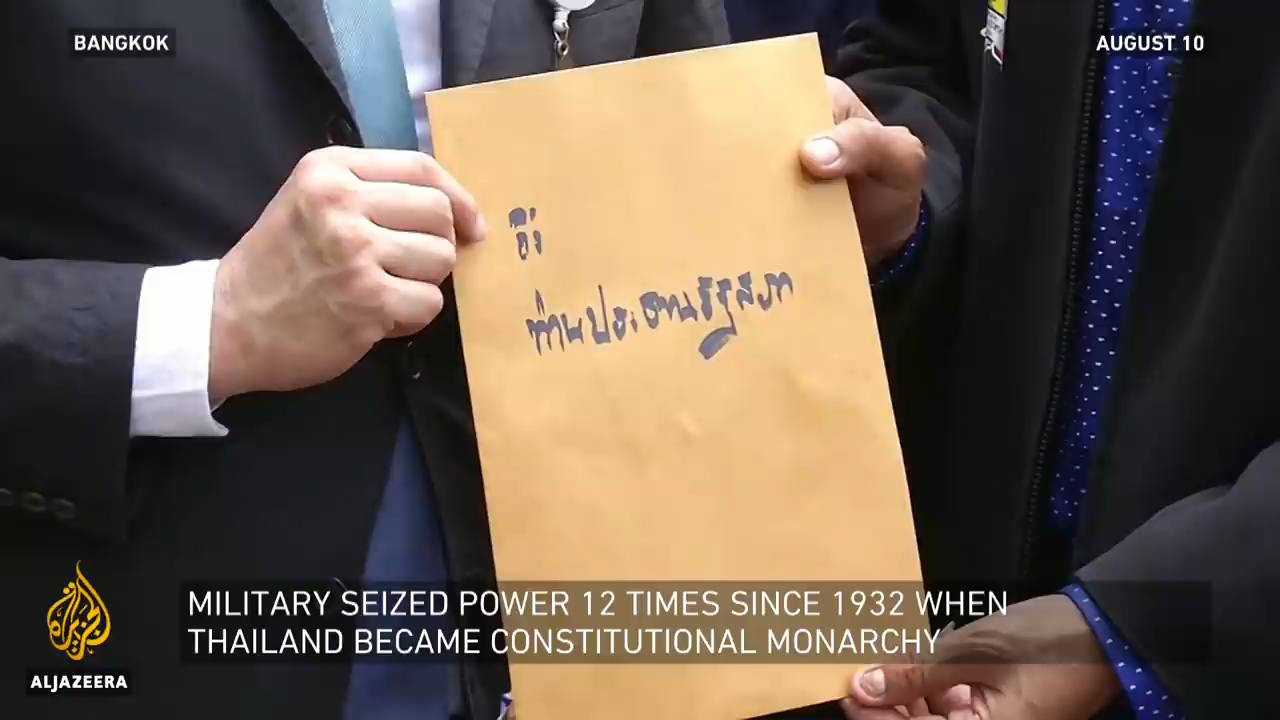 BANGKOK
AUGUST 10
ถึง
ท่านประธานรัฐสภา
MILITARY SEIZED POWER 12 TIMES SINCE 1932 WHEN
THAILAND BECAME CONSTITUTIONAL MONARCHY
الجزيرة
ALJAZEERA